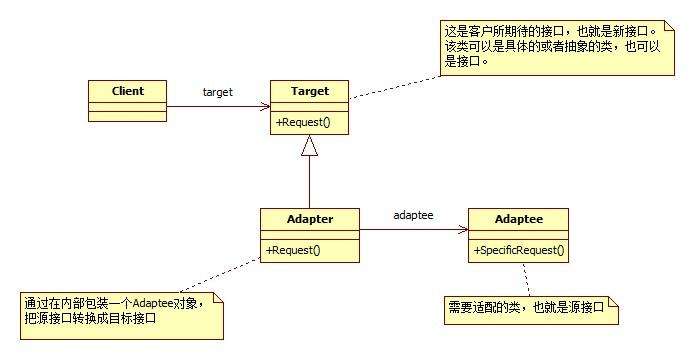 这是客户所期待的接口，也就是新接口。
该类可以是具体的或者抽象的类，也可以
是接口。
Client
target
Target
+Request()
Adapter
+Request()
adaptee
Adaptee
+SpecificRequest()
通过在内部包装一个Adaptee对象，
把源接口转换成目标接口
需要适配的类，也就是源接口